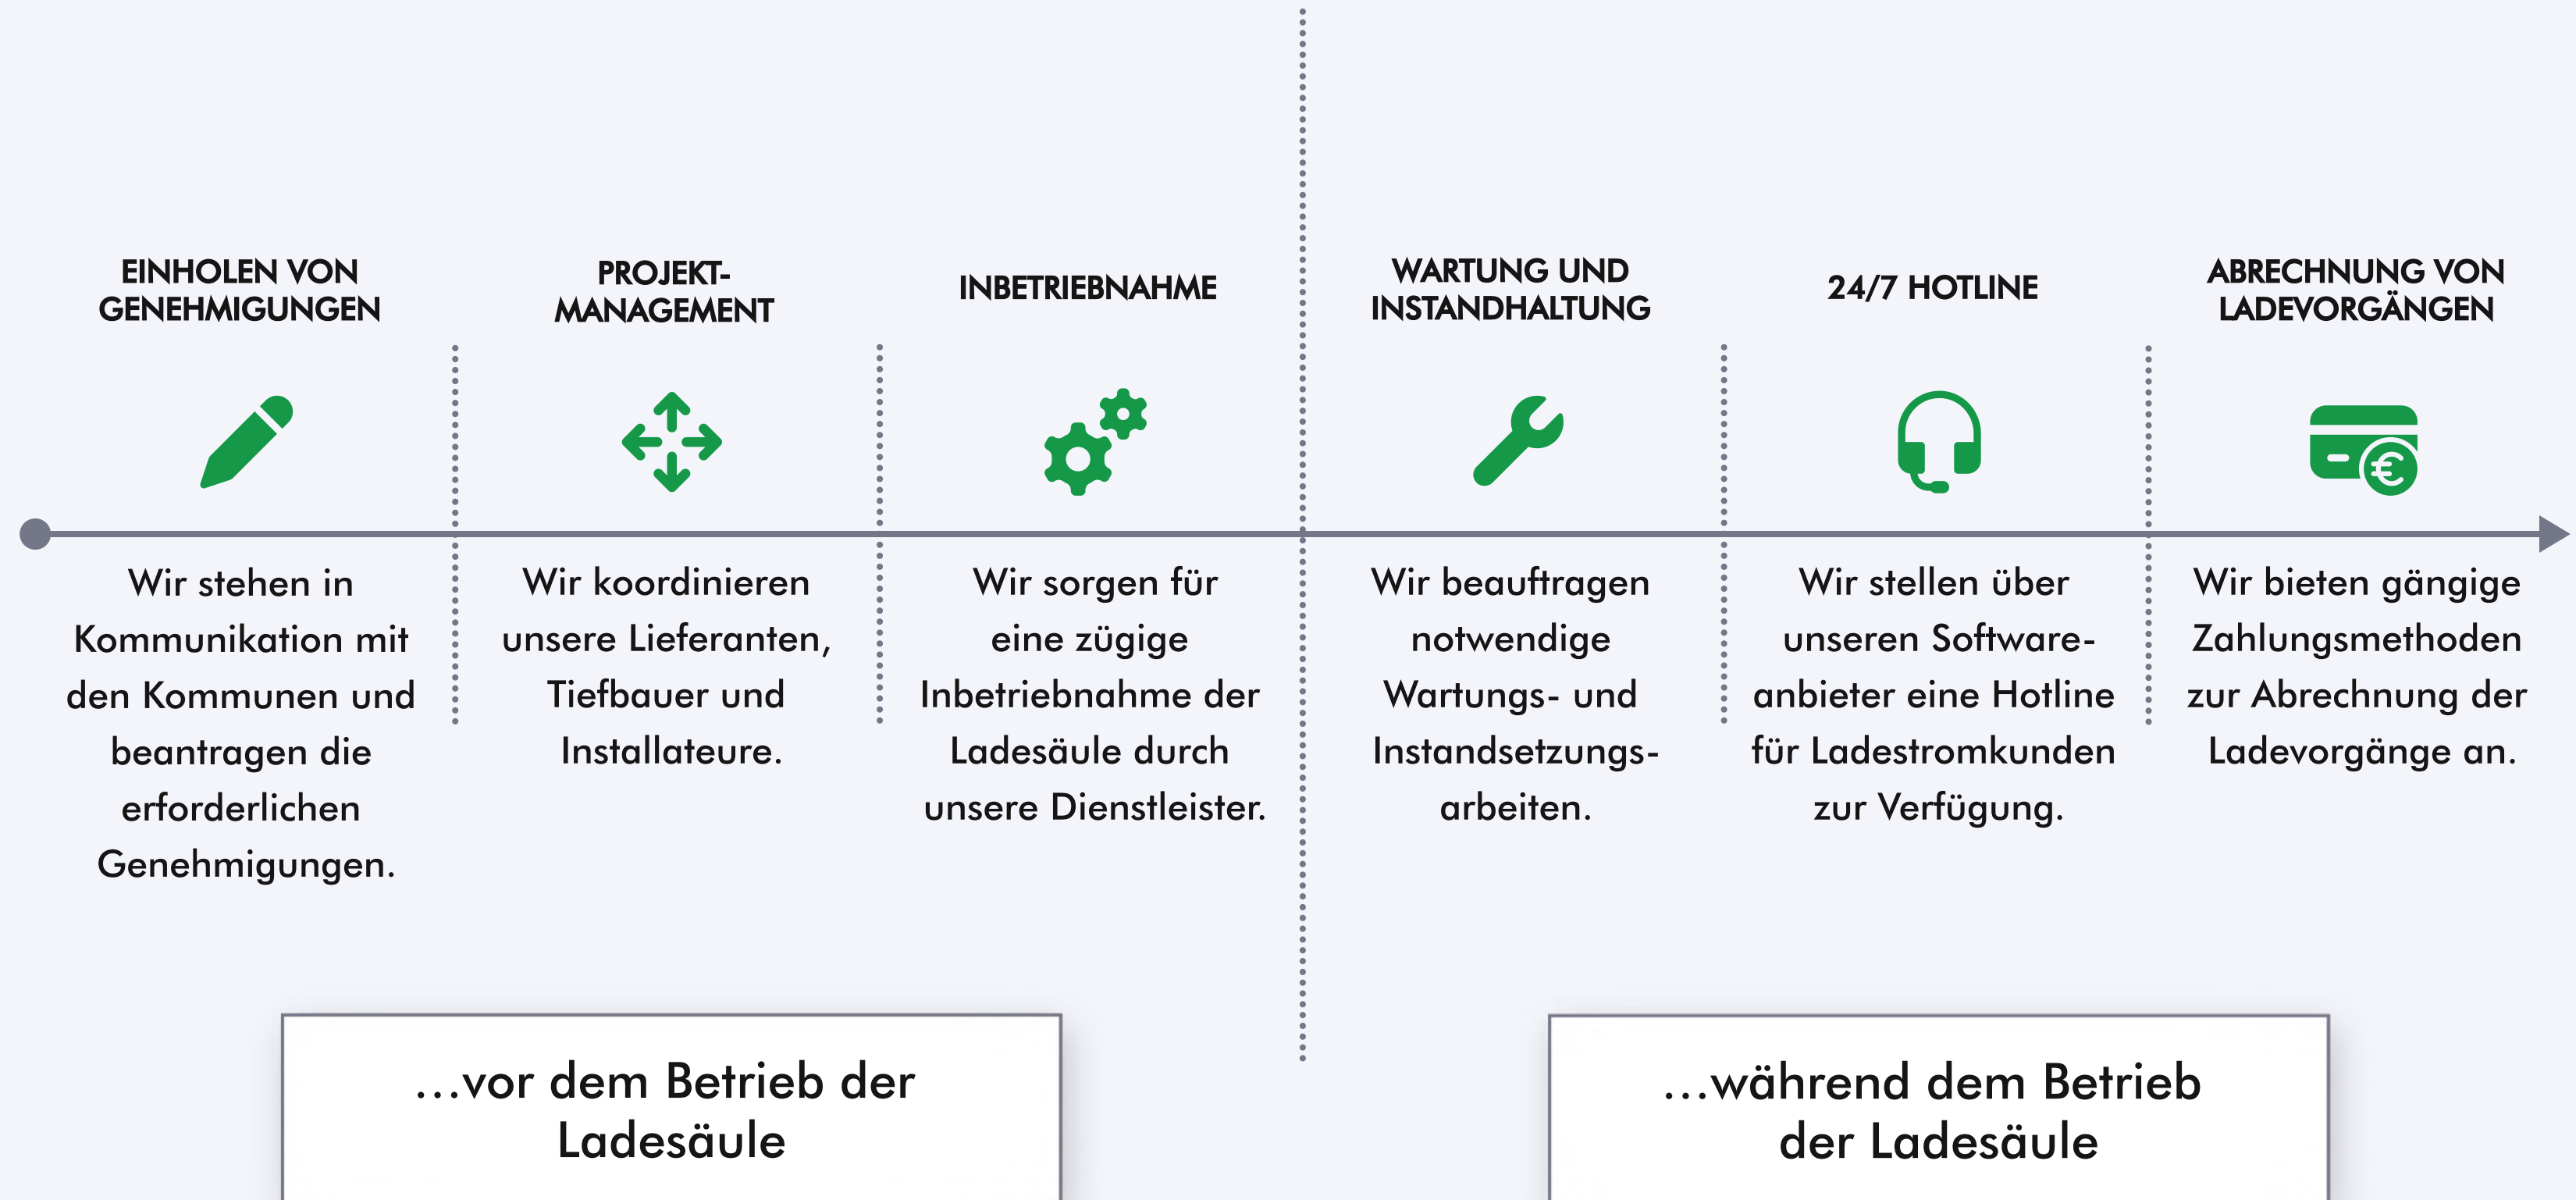 EINHOLEN VON
GENEHMIGUNGEN
Wir stehen in
Kommunikation mit
den Kommunen und
beantragen die
erforderlichen
Genehmigungen.
PROJEKT-
MANAGEMENT
Wir koordinieren
unsere Lieferanten,
Tiefbauer und
Installateure.
INBETRIEBNAHME
Wir sorgen für
eine zügige
Inbetriebnahme der
Ladesäule durch
unsere Dienstleister.
WARTUNG UND
INSTANDHALTUNG
Wir beauftragen
notwendige
Wartungs- und
Instandsetzungs-
arbeiten.
24/7 HOTLINE
Wir stellen über
unseren Software-
anbieter eine Hotline
für Ladestromkunden
zur Verfügung.
ABRECHNUNG VON
LADEVORGÄNGEN
€
Wir bieten gängige
Zahlungsmethoden
zur Abrechnung der
Ladevorgänge an.
...vor dem Betrieb der
Ladesäule
...während dem Betrieb
der Ladesäule